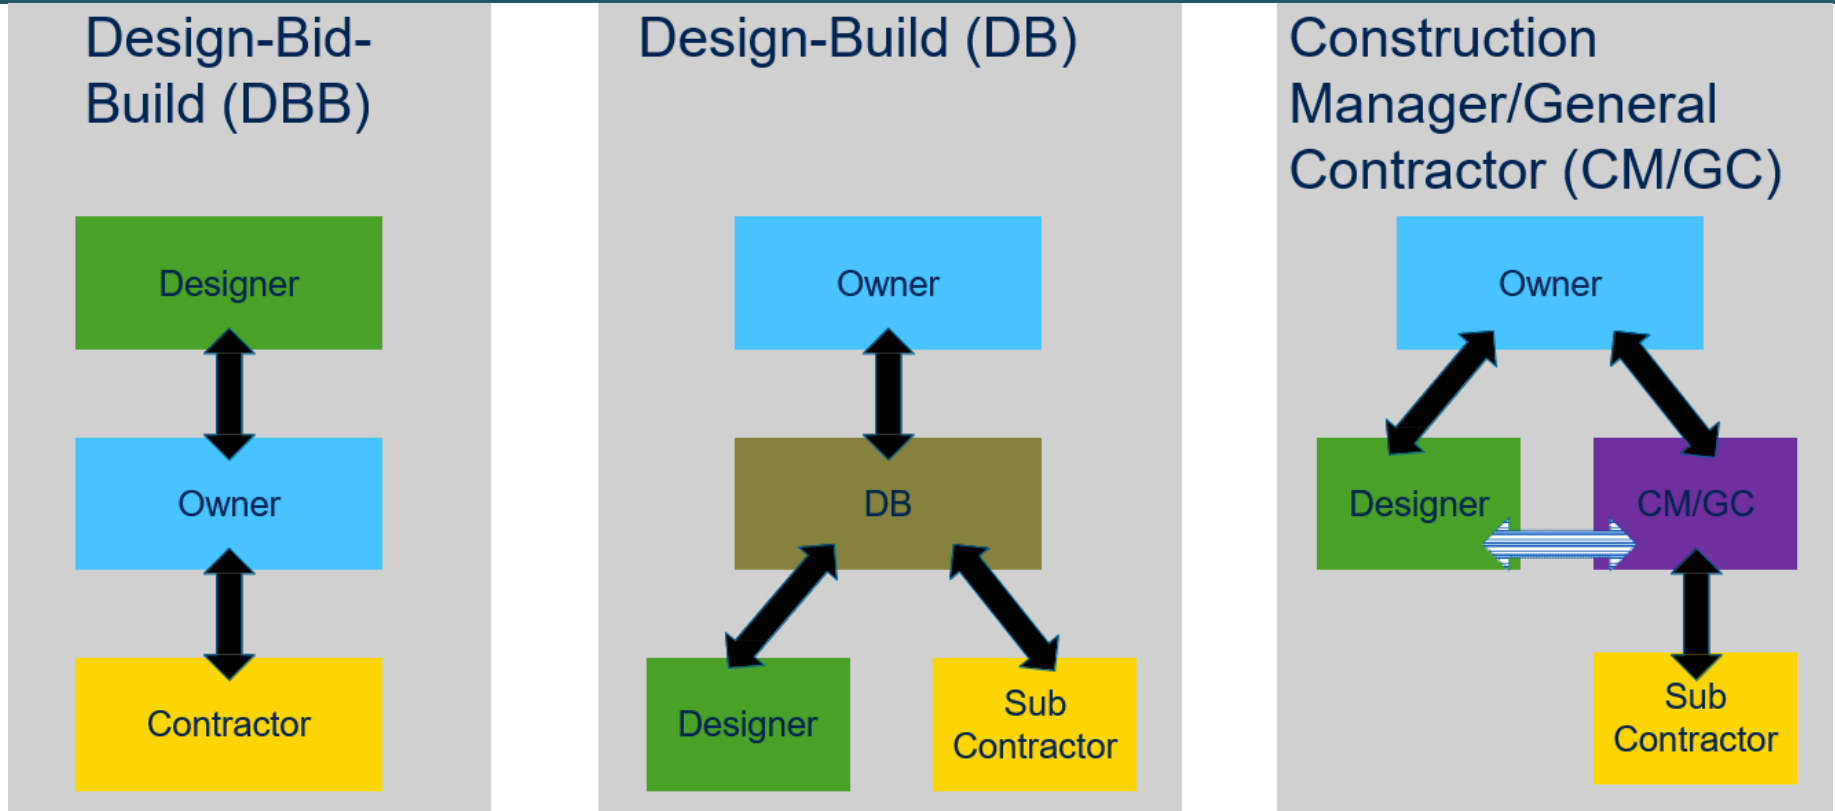 Design-Bid-
Build (DBB)
Designer
Owner
Contractor
Design-Build (DB)
Owner
DB
Designer
Sub
Contractor
Construction
Manager/General
Contractor (CM/GC)
Owner
Designer
CM/GC
Sub
Contractor